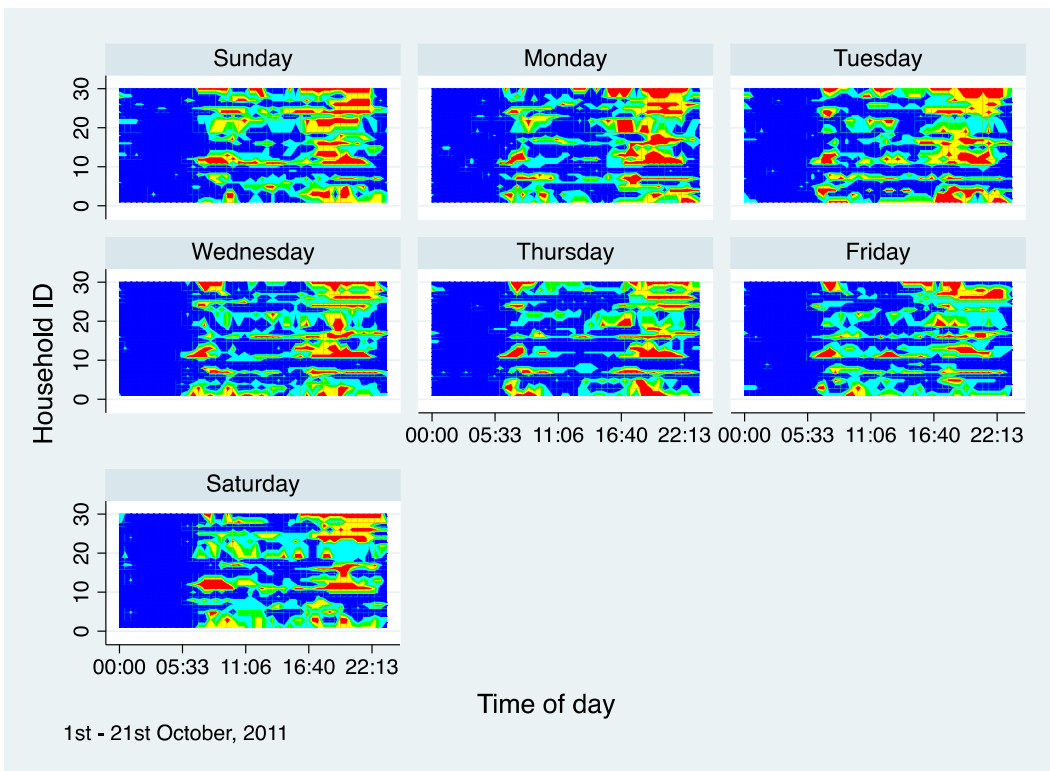 Sunday
Monday
Tuesday
30
20
10
0
Wednesday
Thursday
Friday
Household ID
30
20
10
0
00:00 05:33 11:06 16:40 22:13
00:00 05:33 11:06 16:40 22:13
Saturday
30
20
10
0
00:00 05:33 11:06 16:40 22:13
Time of day
1st - 21st October, 2011